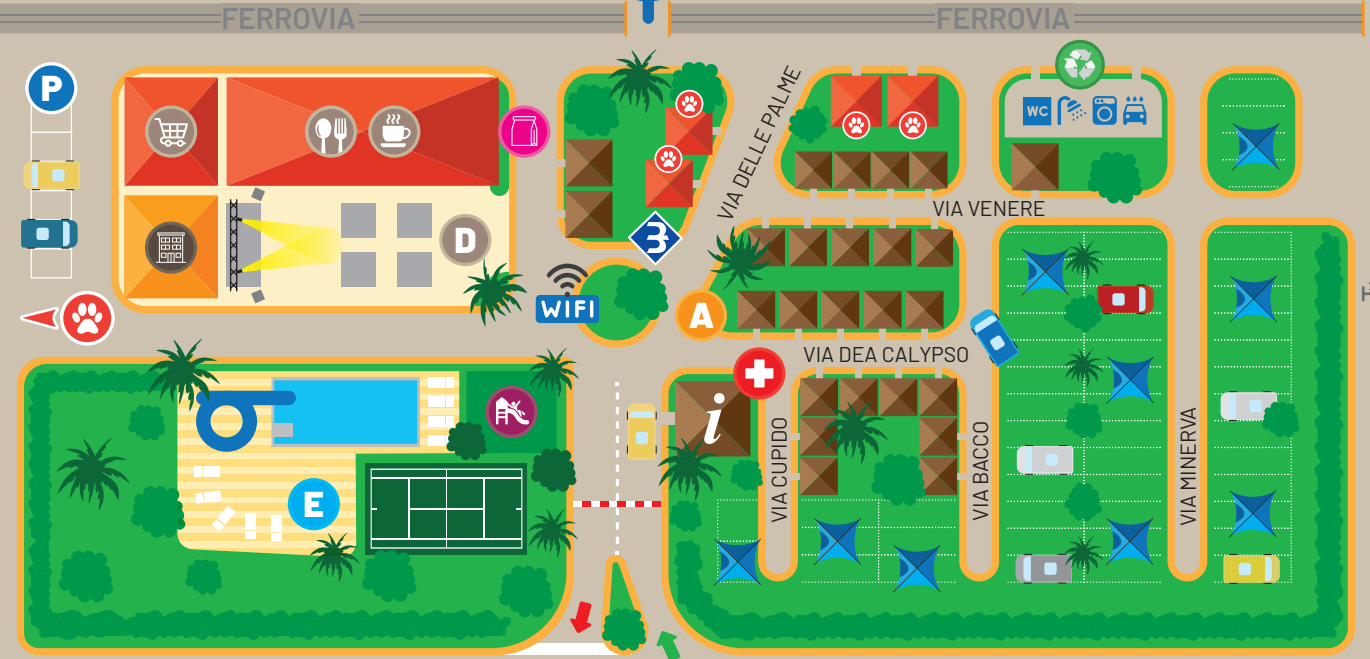 FERROVIA
FERROVIA
P
WC
VIA DELLE PALME
VIA VENERE
D
3
WIFI
A
VIA DEA CALYPSO
i
VIA CUPIDO
VIA BACCO
VIA MINERVA
E